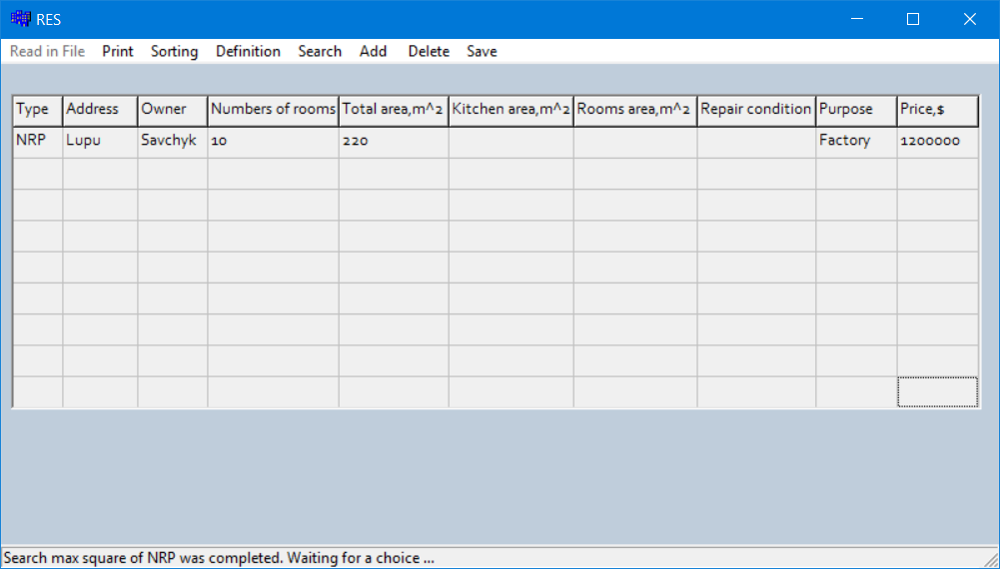 RES
Read in File Print Sorting Definition Search Add Delete Save
Type Address Owner Numbers of rooms Total area,m^2 Kitchen area,m^2 Rooms area,m^2 Repair condition Purpose Price,$
NRP Lupu Savchyk 10 220 Factory 1200000
Search max square of NRP was completed. Waiting for a choice ...